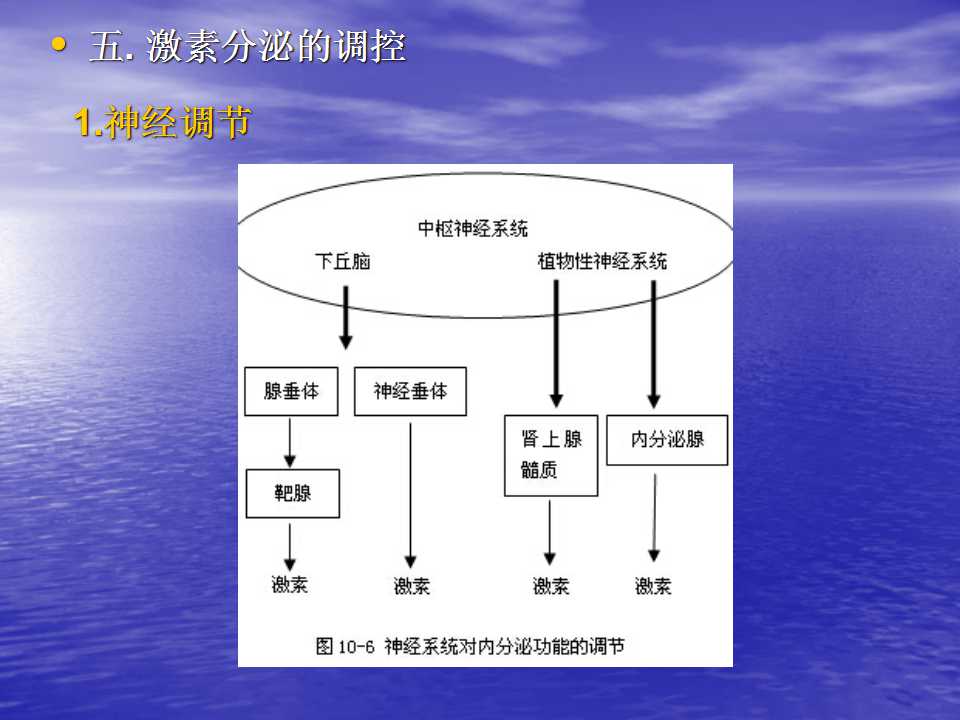 五. 激素分泌的调控
1.神经调节
中枢神经系统
下丘脑
植物性神经系统
腺垂体
神经垂体
肾上腺
髓质
内分泌腺
靶腺
激素
激素
激素
激素
图 10-6 神经系统对内分泌功能的调节